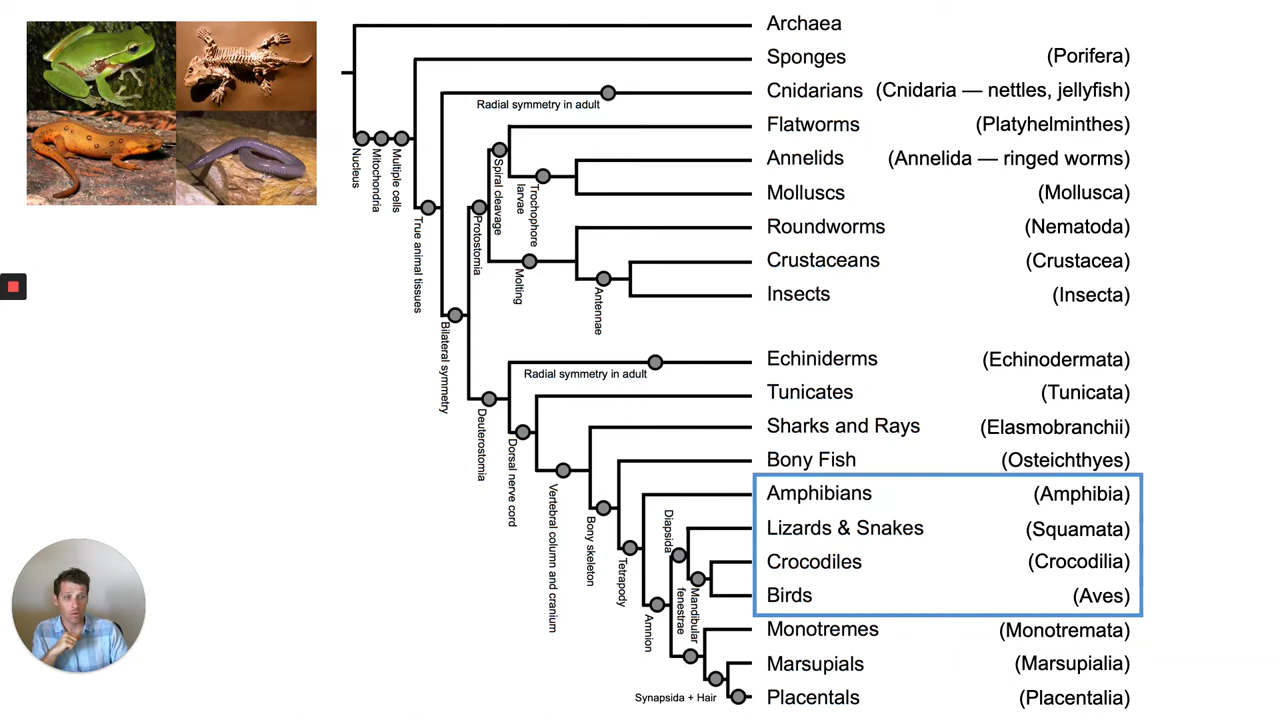 Archaea
Sponges (Porifera)
Cnidarians (Cnidaria — nettles, jellyfish)
Radial symmetry in adult
Flatworms (Platyhelminthes)
Nucleus
Mitochondria
Multiple cells
Spiral cleavage
Annelids (Annelida — ringed worms)
Trochophore
larvae
Molluscs (Mollusca)
True animal tissues
Protostomia
Roundworms (Nematoda)
Crustaceans (Crustacea)
Molting
Antennae
Insects (Insecta)
Bilateral symmetry
Echiniderms (Echinodermata)
Radial symmetry in adult
Tunicates (Tunicata)
Deuterostomia
Sharks and Rays (Elasmobranchii)
Dorsal nerve cord
Bony Fish (Osteichthyes)
Vertebral column and cranium
Amphibians (Amphibia)
Bony skeleton
Diapsida
Lizards & Snakes (Squamata)
Tetrapody
Crocodiles (Crocodilia)
Mandibular
fenestrae
Birds (Aves)
Amnion
Monotremes (Monotremata)
Marsupials (Marsupialia)
Synapsida + Hair
Placentals (Placentalia)